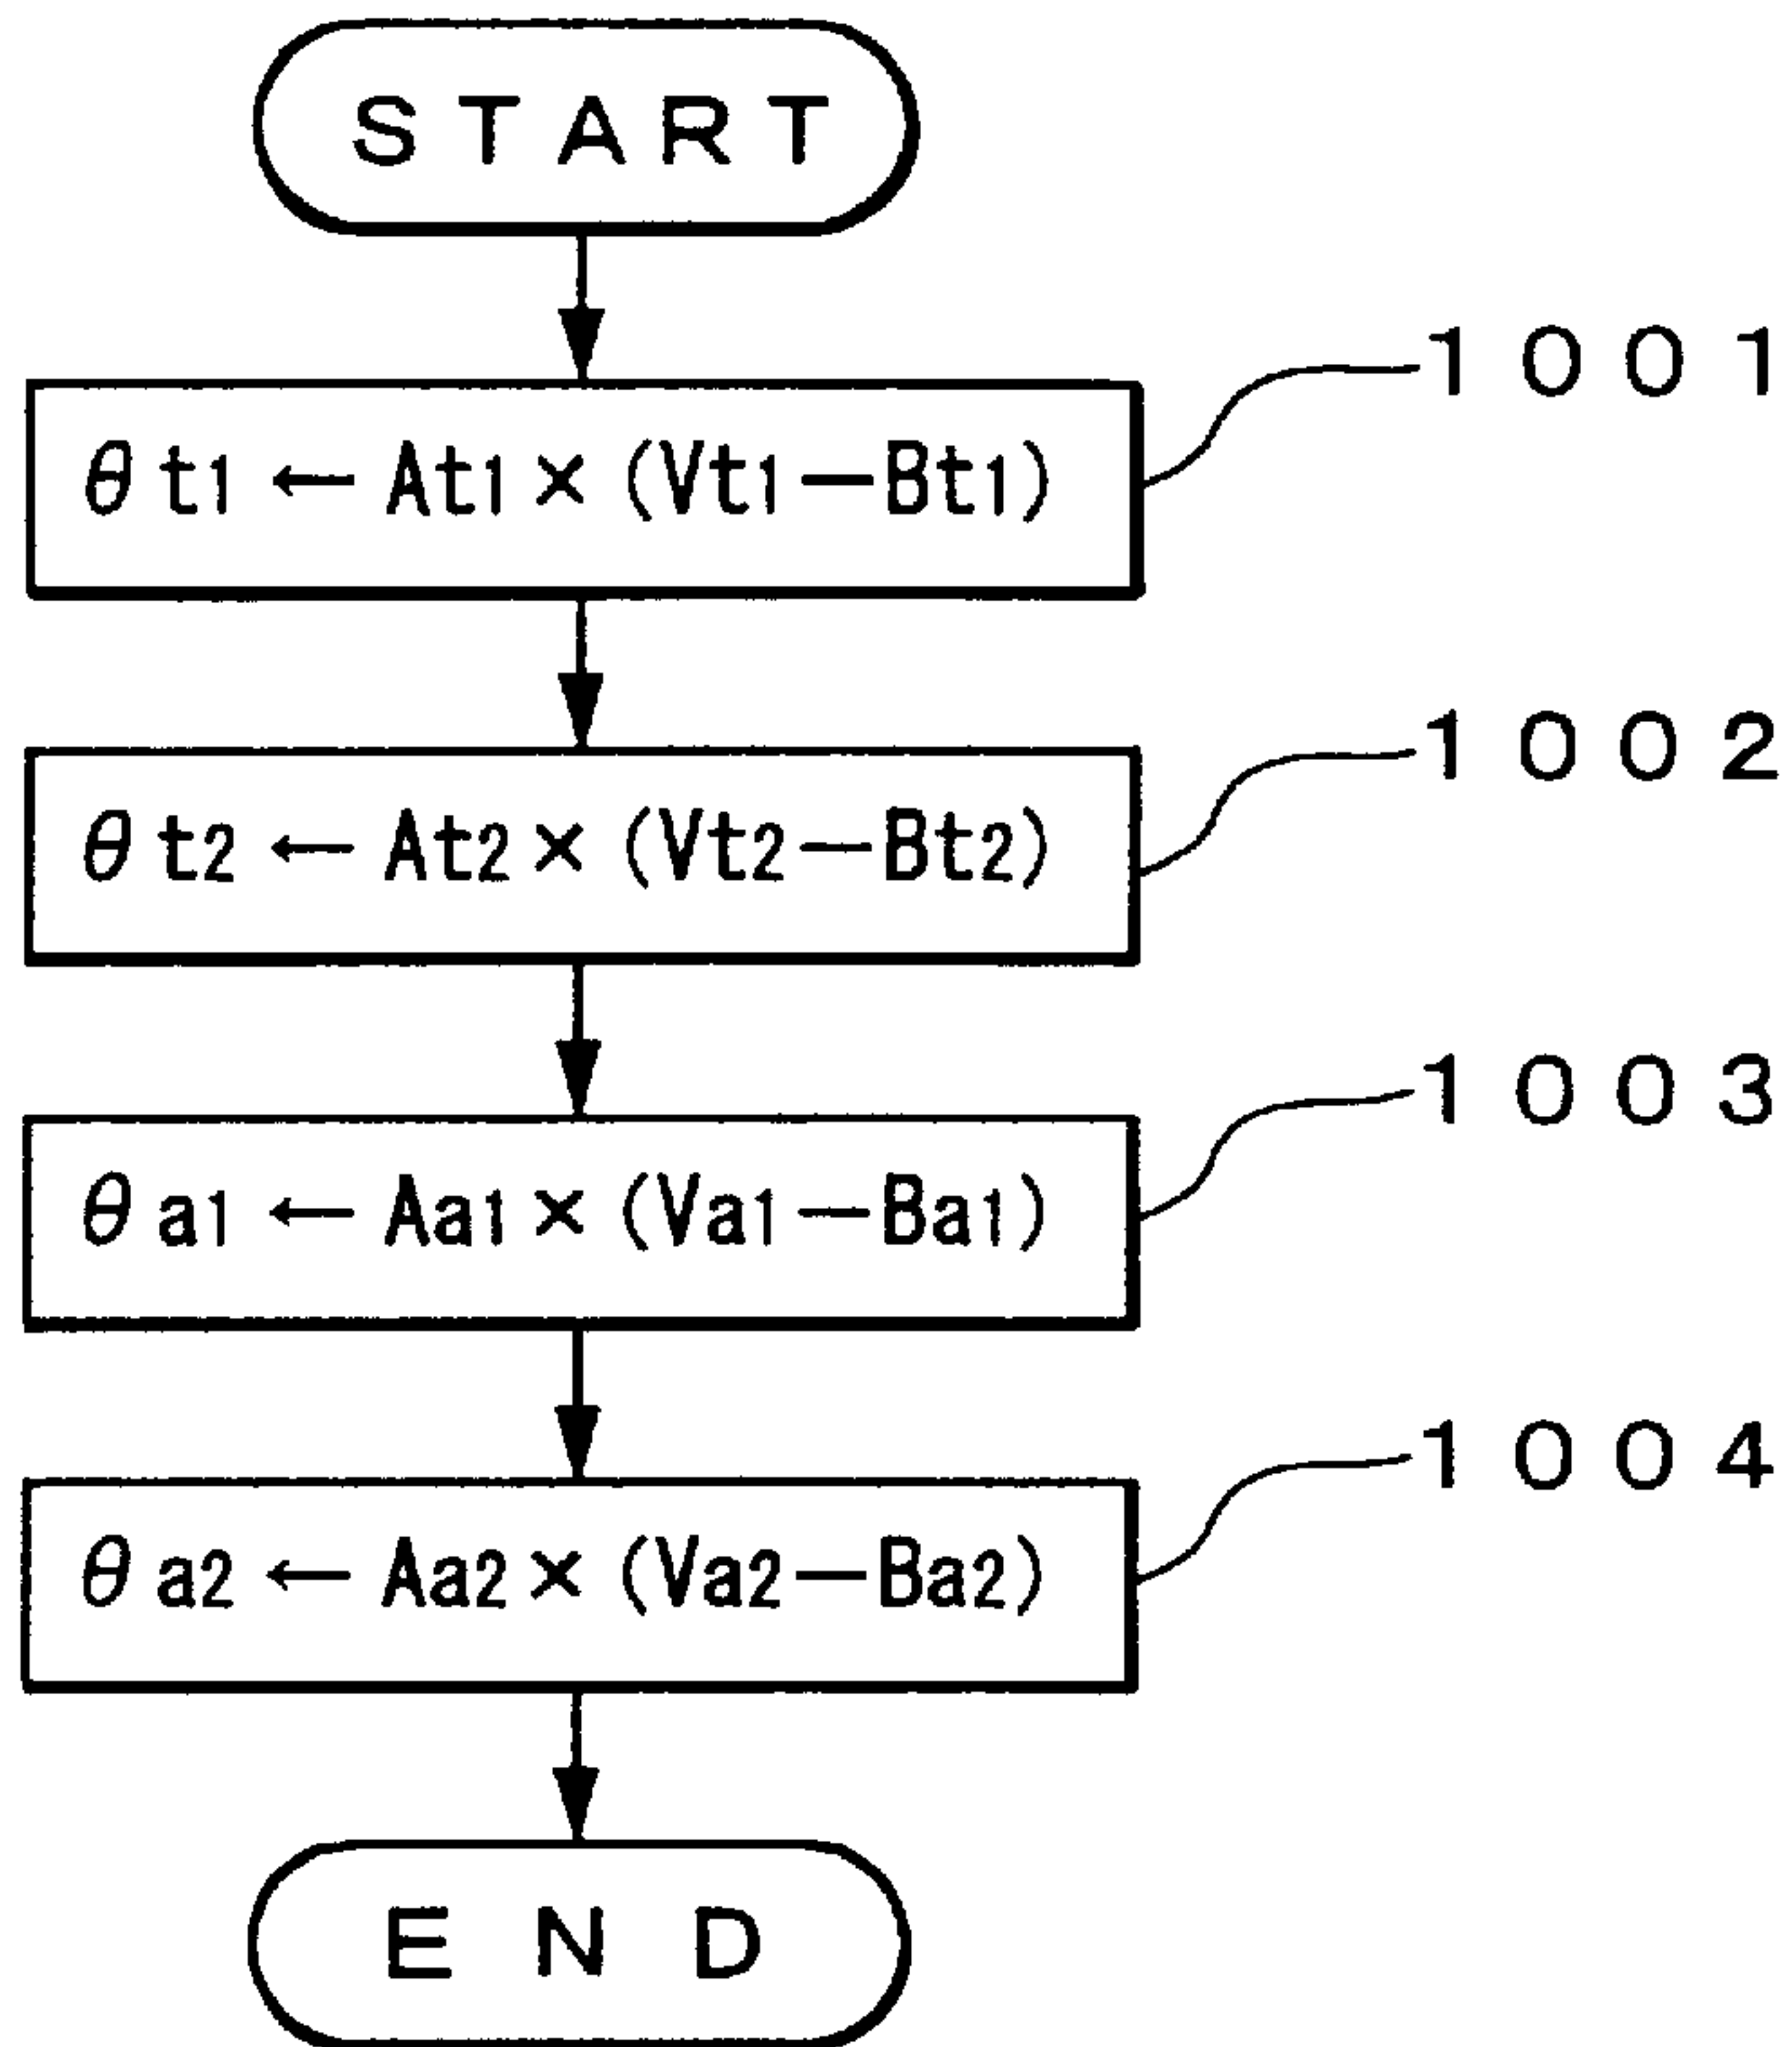 START
1001
θt1 ← At1 × (Vt1−Bt1)
1002
θt2 ← At2 × (Vt2−Bt2)
1003
θa1 ← Aa1 × (Va1−Ba1)
1004
θa2 ← Aa2 × (Va2−Ba2)
END